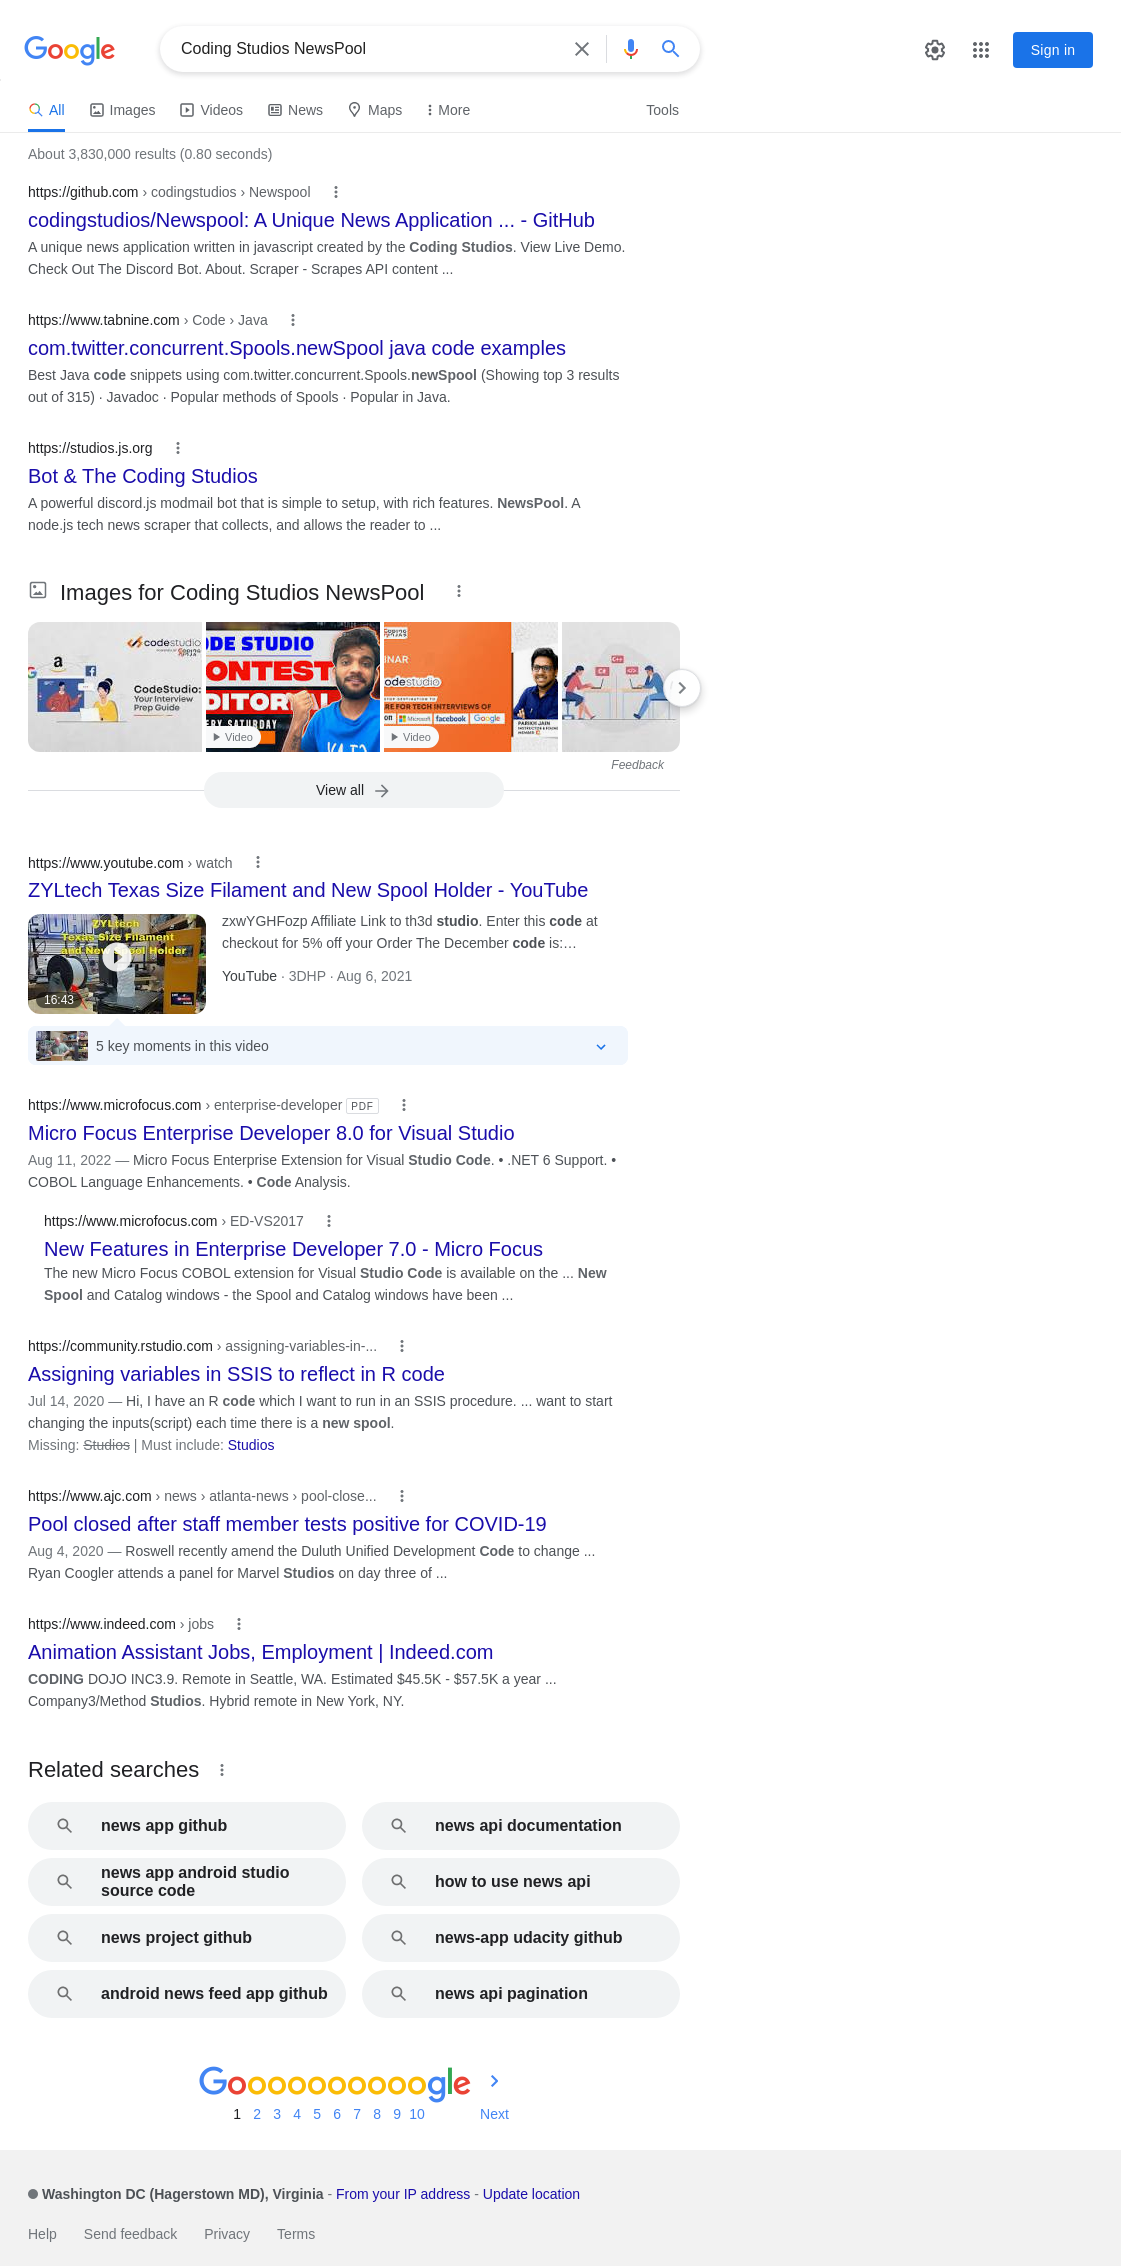 Google
Coding Studios NewsPool
Sign in
All
Images
Videos
News
Maps
More
Tools
About 3,830,000 results (0.80 seconds)
https://github.com › codingstudios › Newspool
codingstudios/Newspool: A Unique News Application ... - GitHub
A unique news application written in javascript created by the Coding Studios. View Live Demo.
Check Out The Discord Bot. About. Scraper - Scrapes API content ...
https://www.tabnine.com › Code › Java
com.twitter.concurrent.Spools.newSpool java code examples
Best Java code snippets using com.twitter.concurrent.Spools.newSpool (Showing top 3 results
out of 315) · Javadoc · Popular methods of Spools · Popular in Java.
https://studios.js.org
Bot & The Coding Studios
A powerful discord.js modmail bot that is simple to setup, with rich features. NewsPool. A
node.js tech news scraper that collects, and allows the reader to ...
Images for Coding Studios NewsPool
codestudio
CodeStudio:
Your Interview
Prep Guide
ODE STUDIO
CONTEST
EDITORIAL
ERY SATURDAY
Video
INAR
odestudio
RE FOR TECH INTERVIEWS OF
Microsoft
facebook
Google
PARIKH JAIN
Video
C++
C#
Feedback
View all
https://www.youtube.com › watch
ZYLtech Texas Size Filament and New Spool Holder - YouTube
ZYLtech
Texas Size Filament
and New Spool Holder
16:43
zxwYGHFozp Affiliate Link to th3d studio. Enter this code at
checkout for 5% off your Order The December code is:…
YouTube · 3DHP · Aug 6, 2021
5 key moments in this video
https://www.microfocus.com › enterprise-developer PDF
Micro Focus Enterprise Developer 8.0 for Visual Studio
Aug 11, 2022 — Micro Focus Enterprise Extension for Visual Studio Code. • .NET 6 Support. •
COBOL Language Enhancements. • Code Analysis.
https://www.microfocus.com › ED-VS2017
New Features in Enterprise Developer 7.0 - Micro Focus
The new Micro Focus COBOL extension for Visual Studio Code is available on the ... New
Spool and Catalog windows - the Spool and Catalog windows have been ...
https://community.rstudio.com › assigning-variables-in-...
Assigning variables in SSIS to reflect in R code
Jul 14, 2020 — Hi, I have an R code which I want to run in an SSIS procedure. ... want to start
changing the inputs(script) each time there is a new spool.
Missing: Studios | Must include: Studios
https://www.ajc.com › news › atlanta-news › pool-close...
Pool closed after staff member tests positive for COVID-19
Aug 4, 2020 — Roswell recently amend the Duluth Unified Development Code to change ...
Ryan Coogler attends a panel for Marvel Studios on day three of ...
https://www.indeed.com › jobs
Animation Assistant Jobs, Employment | Indeed.com
CODING DOJO INC3.9. Remote in Seattle, WA. Estimated $45.5K - $57.5K a year ...
Company3/Method Studios. Hybrid remote in New York, NY.
Related searches
news app github
news api documentation
news app android studio
source code
how to use news api
news project github
news-app udacity github
android news feed app github
news api pagination
Goooooooooogle
1 2 3 4 5 6 7 8 9 10 Next
Washington DC (Hagerstown MD), Virginia - From your IP address - Update location
Help
Send feedback
Privacy
Terms